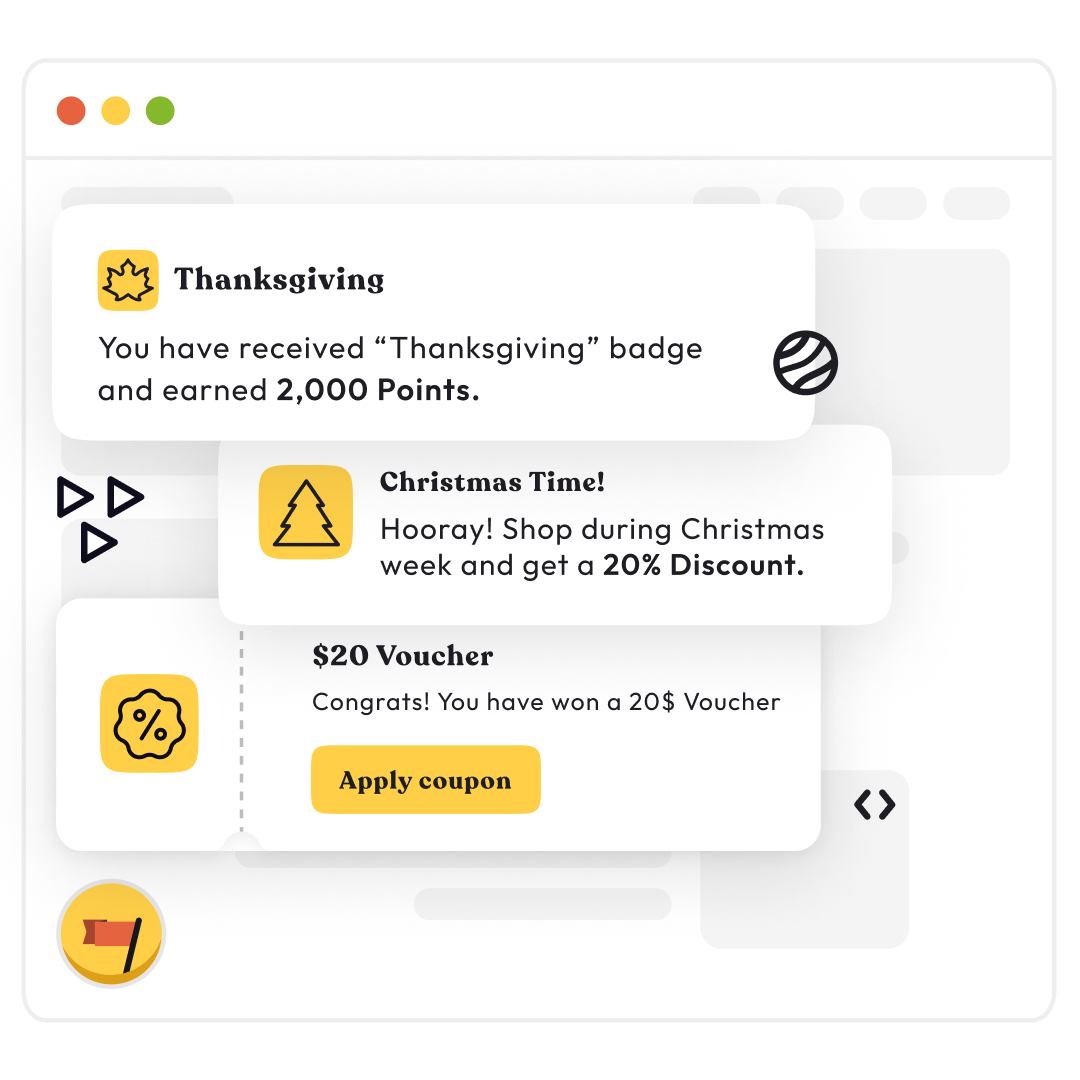 Thanksgiving
You have received “Thanksgiving” badge
and earned 2,000 Points.
Christmas Time!
Hooray! Shop during Christmas
week and get a 20% Discount.
$20 Voucher
Congrats! You have won a 20$ Voucher
Apply coupon